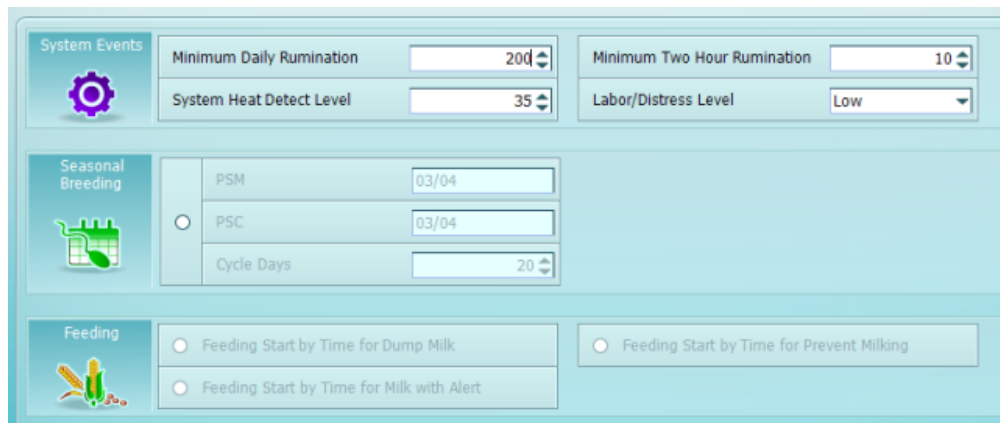 System Events
Minimum Daily Rumination 200
Minimum Two Hour Rumination 10
System Heat Detect Level 35
Labor/Distress Level Low
Seasonal
Breeding
PSM 03/04
PSC 03/04
Cycle Days 20
Feeding
Feeding Start by Time for Dump Milk
Feeding Start by Time for Prevent Milking
Feeding Start by Time for Milk with Alert